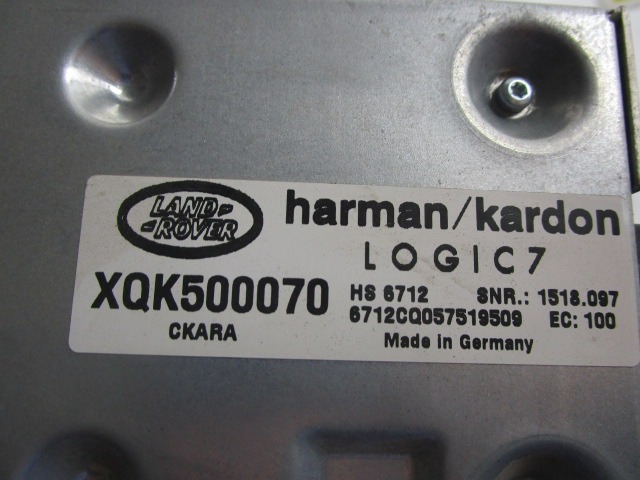 LAND
ROVER
harman/kardon
LOGIC7
XQK500070
CKARA
HS 6712 SNR.: 1518.097
6712CQ057519509 EC: 100
Made in Germany